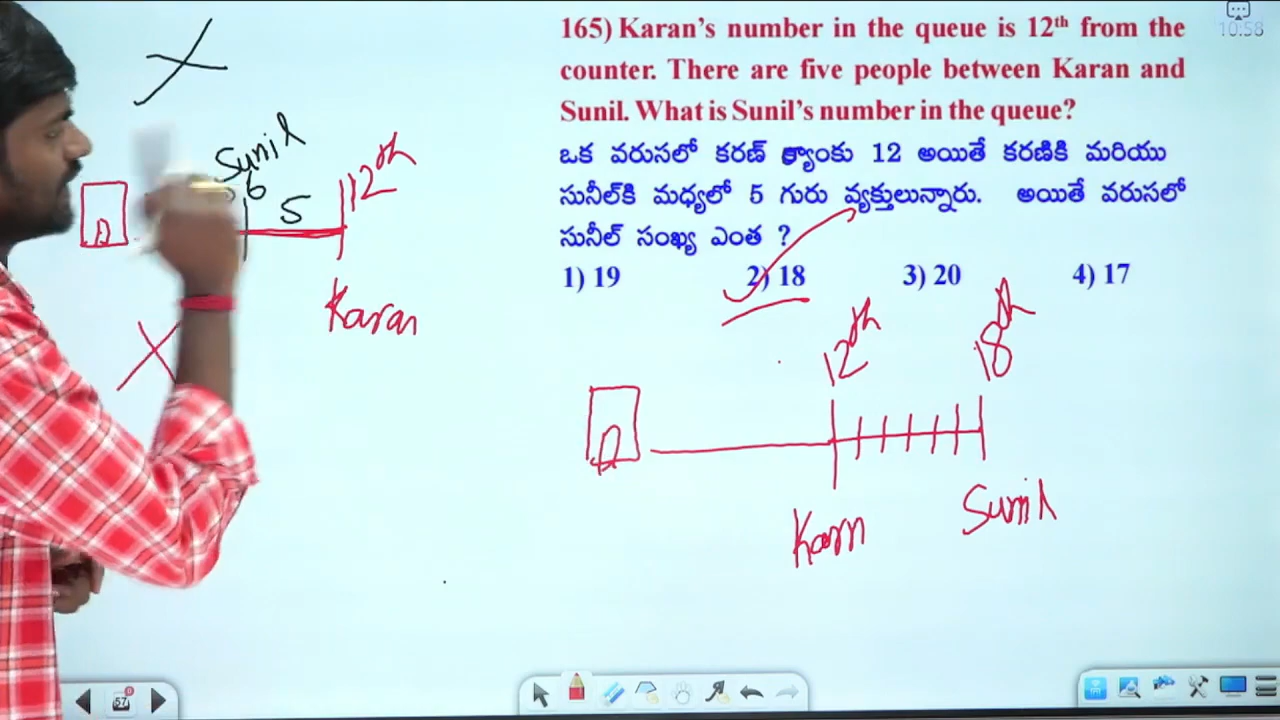 10:58
165) Karan's number in the queue is 12th from the
counter. There are five people between Karan and
Sunil. What is Sunil's number in the queue?
ఒక వరుసలో కరణ్ ర్యాంకు 12 అయితే కరణికి మరియు
సునీల్‌కి మధ్యలో 5 గురు వ్యక్తులున్నారు. అయితే వరుసలో
సునీల్ సంఖ్య ఎంత ?
1) 19 2) 18 3) 20 4) 17
Sunil
6 5 12th
Karan
12th 18th
Karn Sunil
57